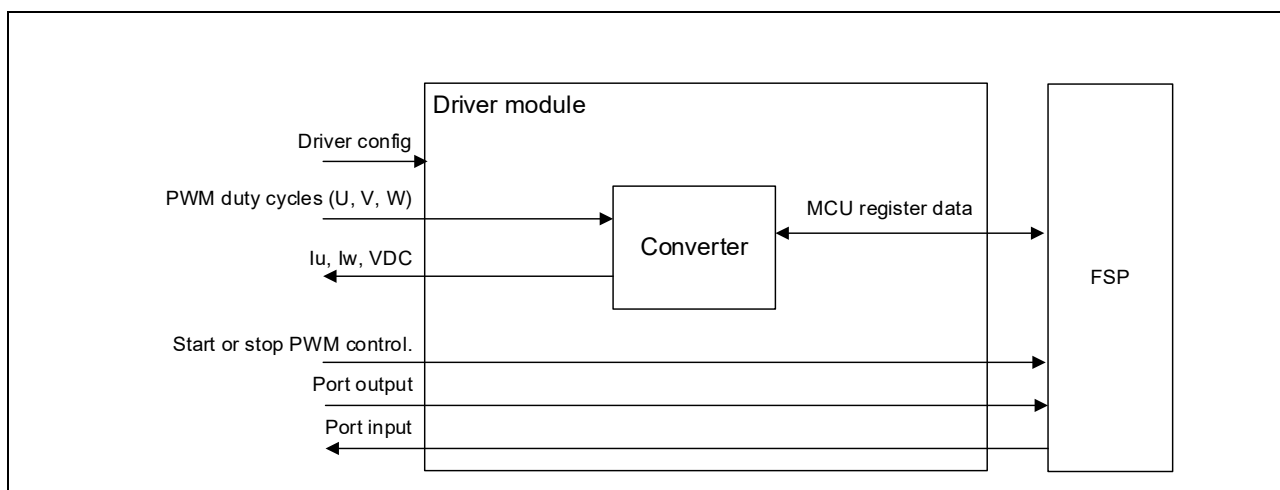 Driver module
Driver config
PWM duty cycles (U, V, W)
MCU register data
Converter
Iu, Iw, VDC
FSP
Start or stop PWM control.
Port output
Port input